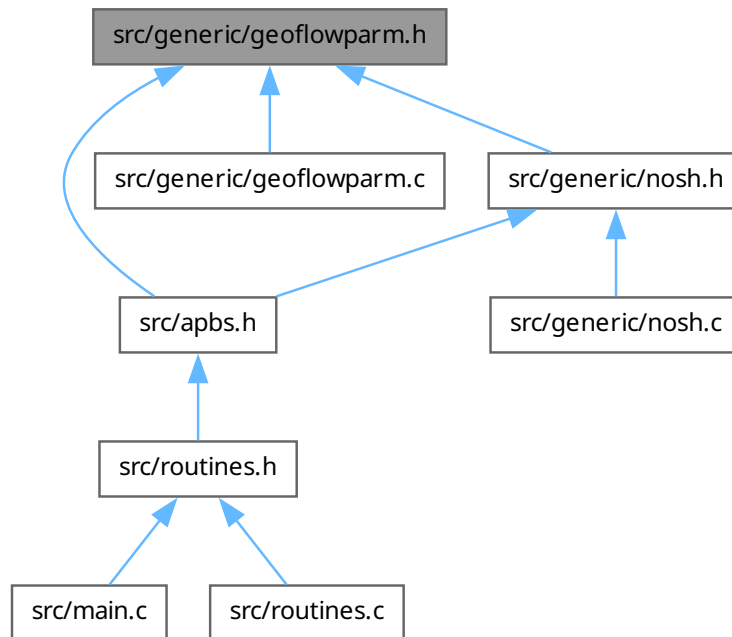 src/generic/geoflowparm.h
src/generic/geoflowparm.c
src/generic/nosh.h
src/apbs.h
src/generic/nosh.c
src/routines.h
src/main.c
src/routines.c